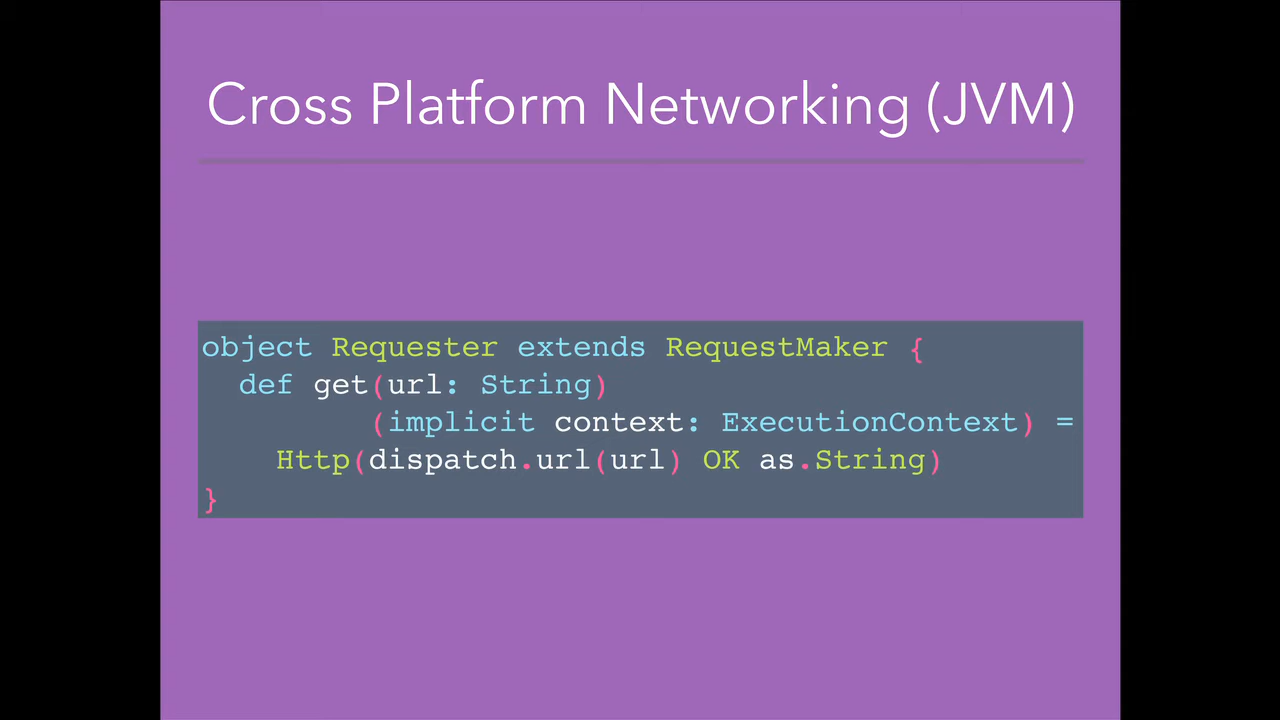 Cross Platform Networking (JVM)
object Requester extends RequestMaker {
  def get(url: String)
         (implicit context: ExecutionContext) =
    Http(dispatch.url(url) OK as.String)
}